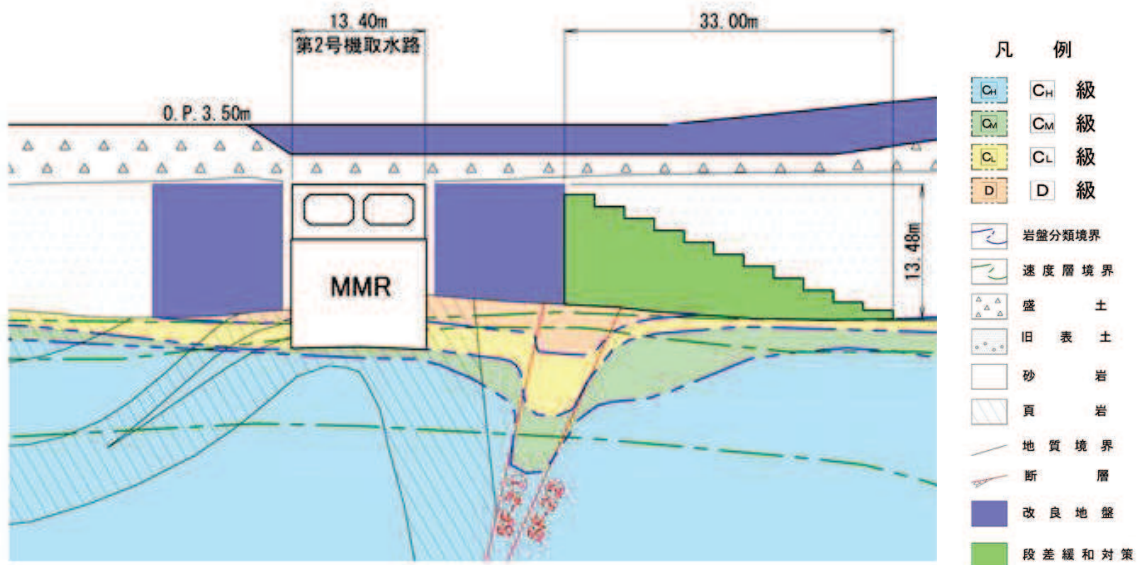 13.40m
第2号機取水路
33.00m
O.P.3.50m
13.48m
MMR
凡 例
CH CH 級
CM CM 級
CL CL 級
D D 級
岩盤分類境界
速度層境界
盛 土
旧 表 土
砂 岩
頁 岩
地質境界
断 層
改良地盤
段差緩和対策